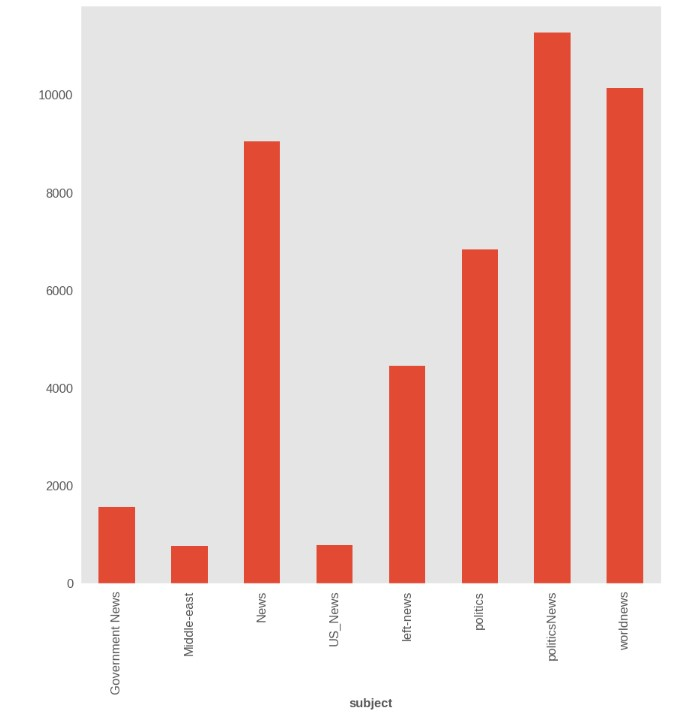 10000
8000
6000
4000
2000
0
Government News
Middle-east
News
US_News
left-news
politics
politicsNews
worldnews
subject